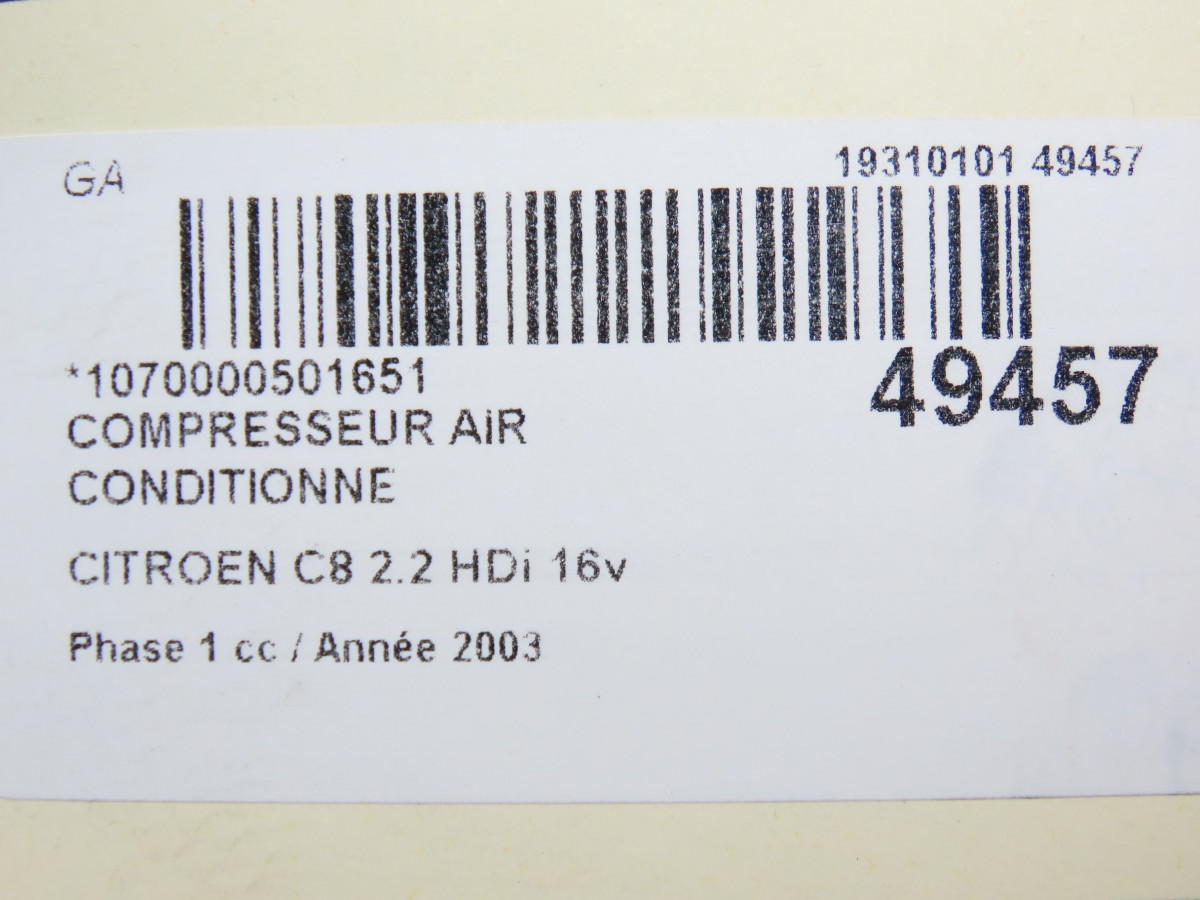 GA
19310101 49457
*1070000501651
49457
COMPRESSEUR AiR
CONDITIONNE
CITROEN C8 2.2 HDi 16v
Phase 1 cc / Année 2003